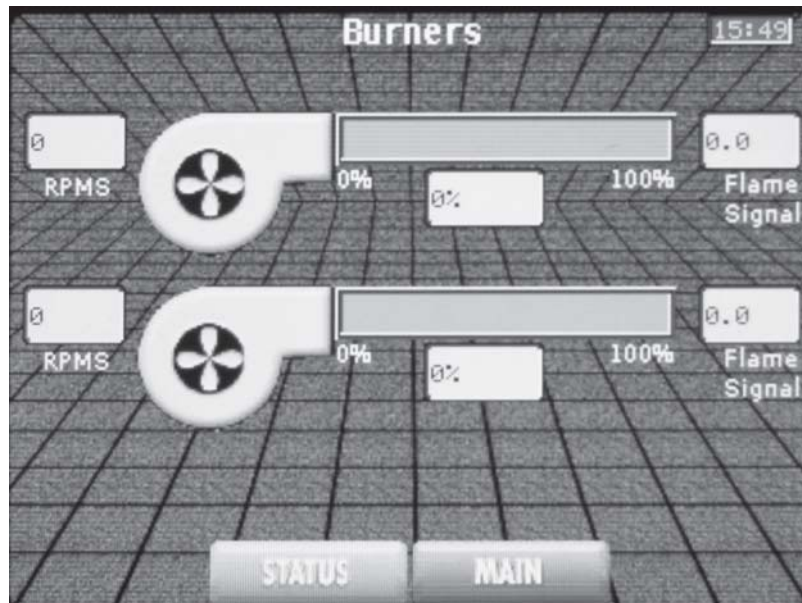 Burners
15:49
0
RPMS
0%
100%
0%
0.0
Flame
Signal
0
RPMS
0%
100%
0%
0.0
Flame
Signal
STATUS
MAIN